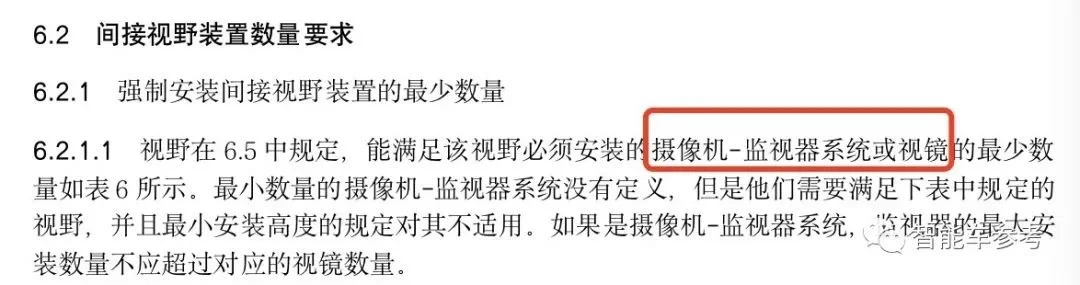 6.2 间接视野装置数量要求
6.2.1 强制安装间接视野装置的最少数量
6.2.1.1 视野在 6.5 中规定，能满足该视野必须安装的摄像机-监视器系统或视镜的最少数
量如表 6 所示。最小数量的摄像机-监视器系统没有定义，但是他们需要满足下表中规定的
视野，并且最小安装高度的规定对其不适用。如果是摄像机-监视器系统，监视器的最大安
装数量不应超过对应的视镜数量。
智能车参考